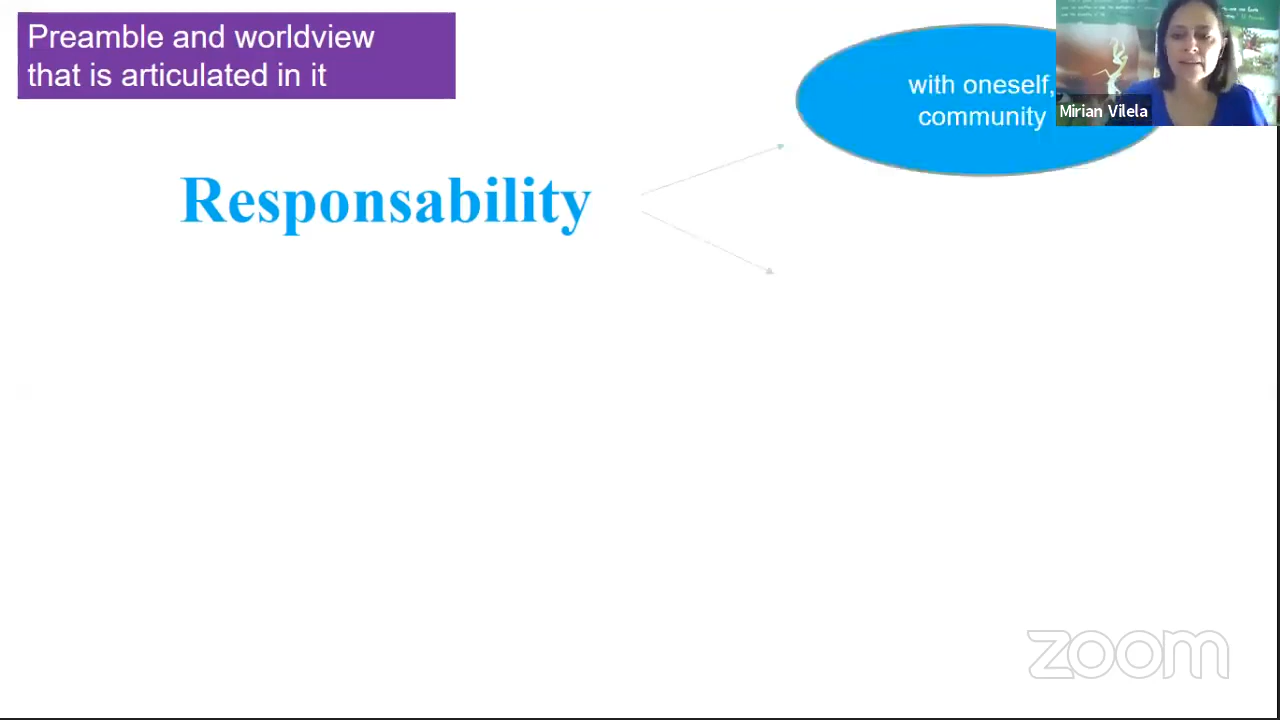 Preamble and worldview
that is articulated in it
with oneself,
community
Mirian Vilela
Responsability
zoom